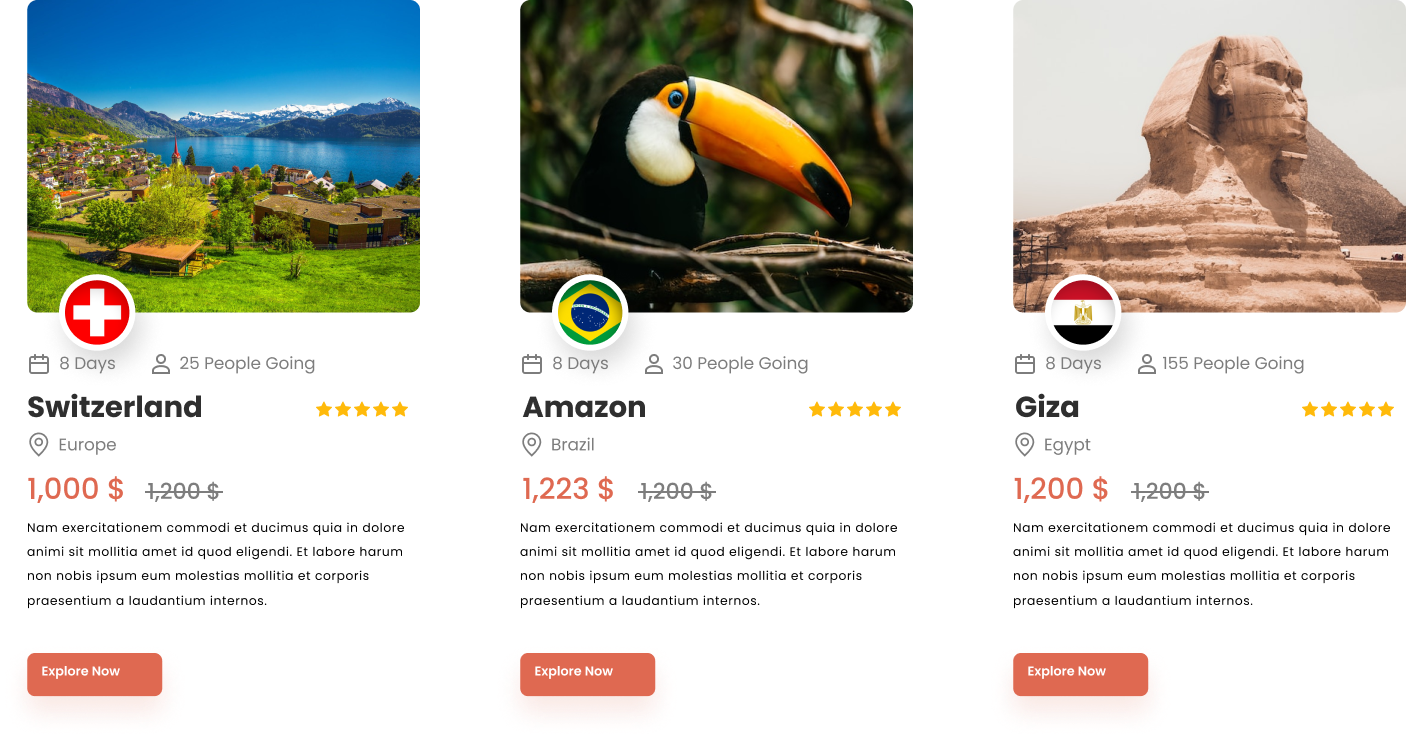 8 Days 25 People Going
Switzerland
Europe
1,000 $ 1,200 $
Nam exercitationem commodi et ducimus quia in dolore
animi sit mollitia amet id quod eligendi. Et labore harum
non nobis ipsum eum molestias mollitia et corporis
praesentium a laudantium internos.
Explore Now
8 Days 30 People Going
Amazon
Brazil
1,223 $ 1,200 $
Nam exercitationem commodi et ducimus quia in dolore
animi sit mollitia amet id quod eligendi. Et labore harum
non nobis ipsum eum molestias mollitia et corporis
praesentium a laudantium internos.
Explore Now
8 Days 155 People Going
Giza
Egypt
1,200 $ 1,200 $
Nam exercitationem commodi et ducimus quia in dolore
animi sit mollitia amet id quod eligendi. Et labore harum
non nobis ipsum eum molestias mollitia et corporis
praesentium a laudantium internos.
Explore Now